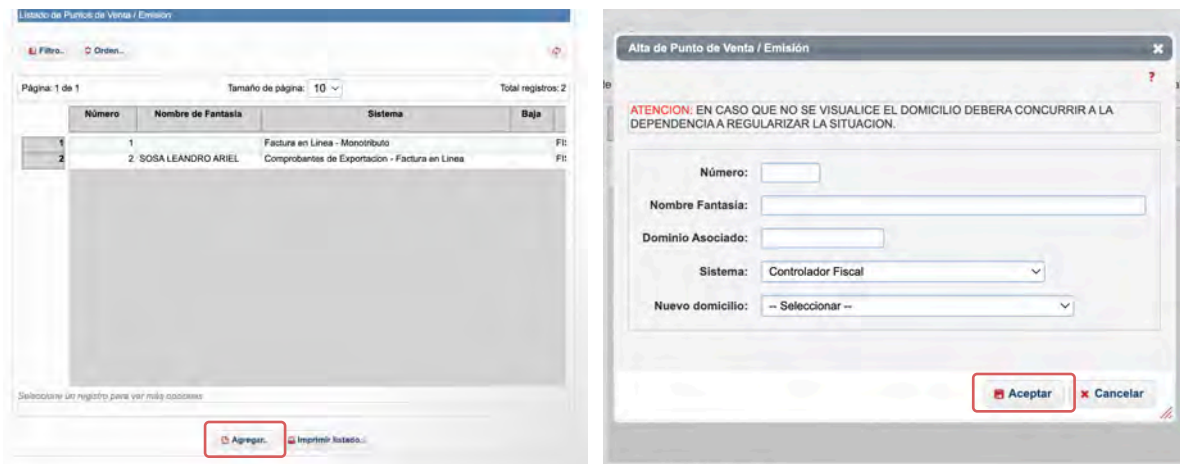 Listado de Puntos de Venta / Emisión
Filtro.. Orden..
Página: 1 de 1 Tamaño de página: 10 Total registros: 2
Número Nombre de Fantasía Sistema Baja
1 1 Factura en Linea - Monotributo FI
2 2 SOSA LEANDRO ARIEL Comprobantes de Exportacion - Factura en Linea FI
Seleccione un registro para ver más opciones
Agregar.. Imprimir listado...
Alta de Punto de Venta / Emisión
?
ATENCION: EN CASO QUE NO SE VISUALICE EL DOMICILIO DEBERA CONCURRIR A LA
DEPENDENCIA A REGULARIZAR LA SITUACION.
Número:
Nombre Fantasía:
Dominio Asociado:
Sistema: Controlador Fiscal
Nuevo domicilio: -- Seleccionar --
Aceptar Cancelar